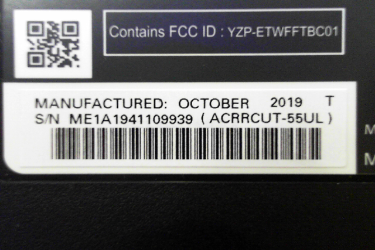 Contains FCC ID : YZP-ETWFFTBC01
MANUFACTURED: OCTOBER 2019 T
S/N ME1A1941109939 ( ACRRCUT-55UL )
M
M